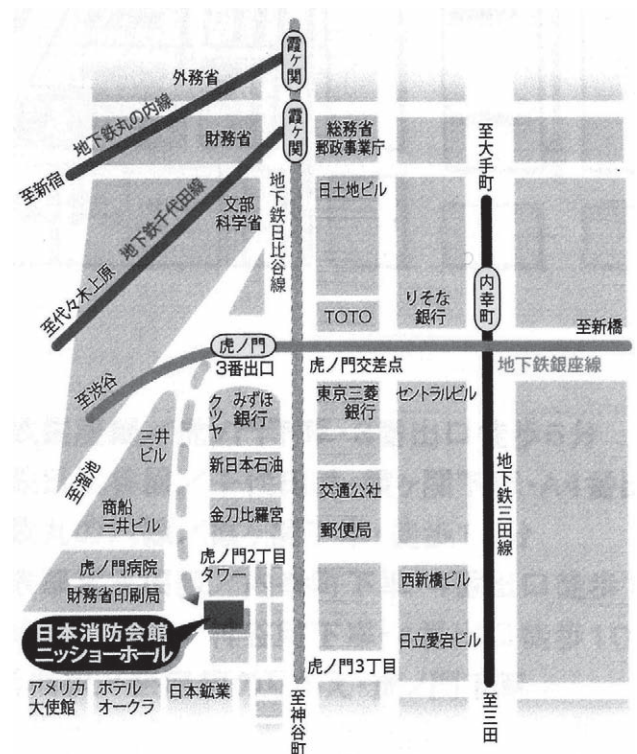 霞ヶ関
外務省
地下鉄丸の内線
至新宿
霞ヶ関
財務省
総務省
郵政事業庁
至大手町
日土地ビル
地下鉄千代田線
文部
科学省
地下鉄日比谷線
至代々木上原
内幸町
りそな
銀行
TOTO
至新橋
虎ノ門
3番出口
虎ノ門交差点
地下鉄銀座線
至渋谷
クツヤ
みずほ
銀行
東京三菱
銀行
セントラルビル
三井
ビル
新日本石油
至溜池
交通公社
地下鉄三田線
商船
三井ビル
金刀比羅宮
郵便局
虎ノ門病院
虎ノ門2丁目
タワー
財務省印刷局
西新橋ビル
日本消防会館
ニッショーホール
日立愛宕ビル
虎ノ門3丁目
アメリカ
大使館
ホテル
オークラ
日本鉱業
至神谷町
至三田